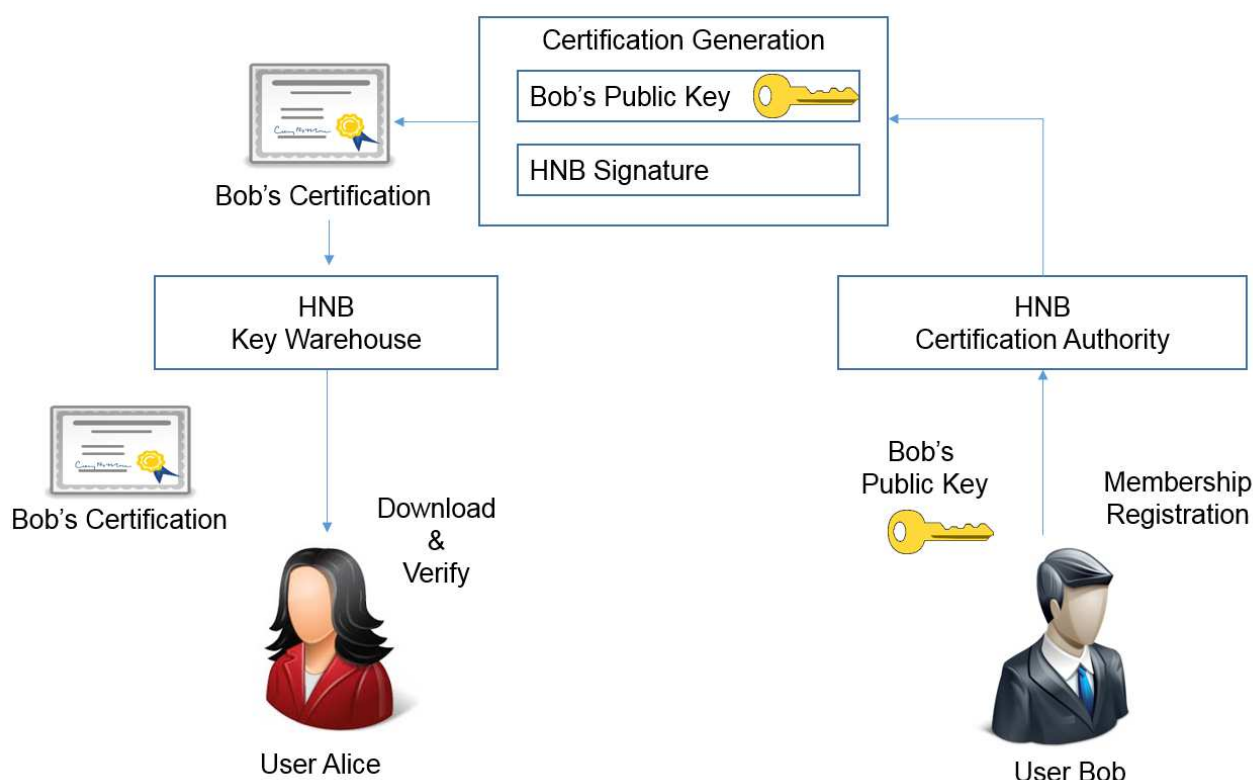 Certification Generation
Bob's Public Key
HNB Signature
Bob's Certification
HNB
Key Warehouse
HNB
Certification Authority
Bob's Certification
Download
&
Verify
Bob's
Public Key
Membership
Registration
User Alice
User Bob